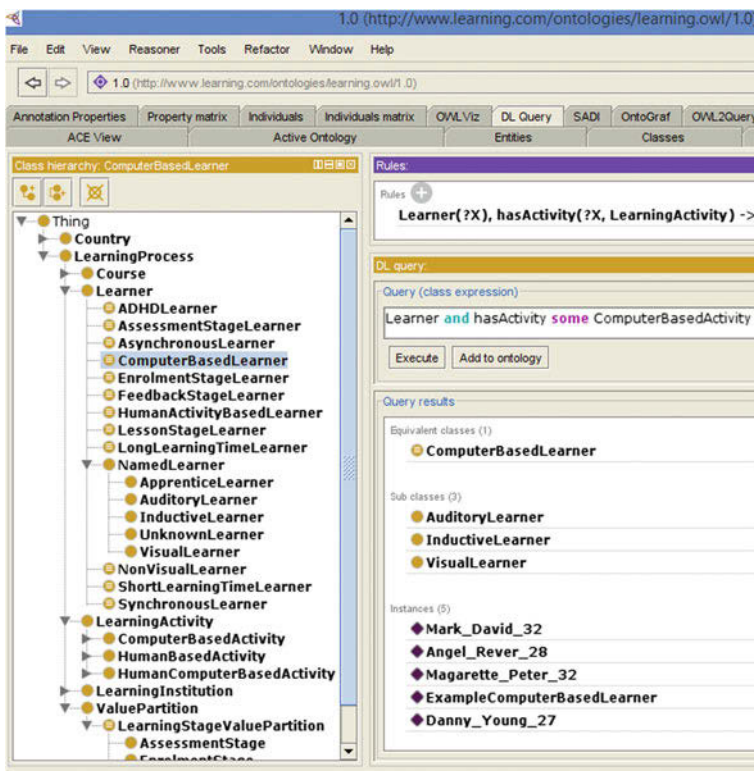 1.0 (http://www.learning.com/ontologies/learning.owl/1.0)
File Edit View Reasoner Tools Refactor Window Help
1.0 (http://www.learning.com/ontologies/learning.owl/1.0)
Annotation Properties Property matrix Individuals Individuals matrix OWLViz DL Query SADI OntoGraf OWL2Query
ACE View Active Ontology Entities Classes
Class hierarchy: ComputerBasedLearner
Thing
Country
LearningProcess
Course
Learner
ADHDLearner
AssessmentStageLearner
AsynchronousLearner
ComputerBasedLearner
EnrolmentStageLearner
FeedbackStageLearner
HumanActivityBasedLearner
LessonStageLearner
LongLearningTimeLearner
NamedLearner
ApprenticeLearner
AuditoryLearner
InductiveLearner
UnknownLearner
VisualLearner
NonVisualLearner
ShortLearningTimeLearner
SynchronousLearner
LearningActivity
ComputerBasedActivity
HumanBasedActivity
HumanComputerBasedActivity
LearningInstitution
ValuePartition
LearningStageValuePartition
AssessmentStage
EnrolmentStage
Rules:
Rules
Learner(?X), hasActivity(?X, LearningActivity) ->
DL query:
Query (class expression)
Learner and hasActivity some ComputerBasedActivity
Execute Add to ontology
Query results
Equivalent classes (1)
ComputerBasedLearner
Sub classes (3)
AuditoryLearner
InductiveLearner
VisualLearner
Instances (5)
Mark_David_32
Angel_Rever_28
Magarette_Peter_32
ExampleComputerBasedLearner
Danny_Young_27